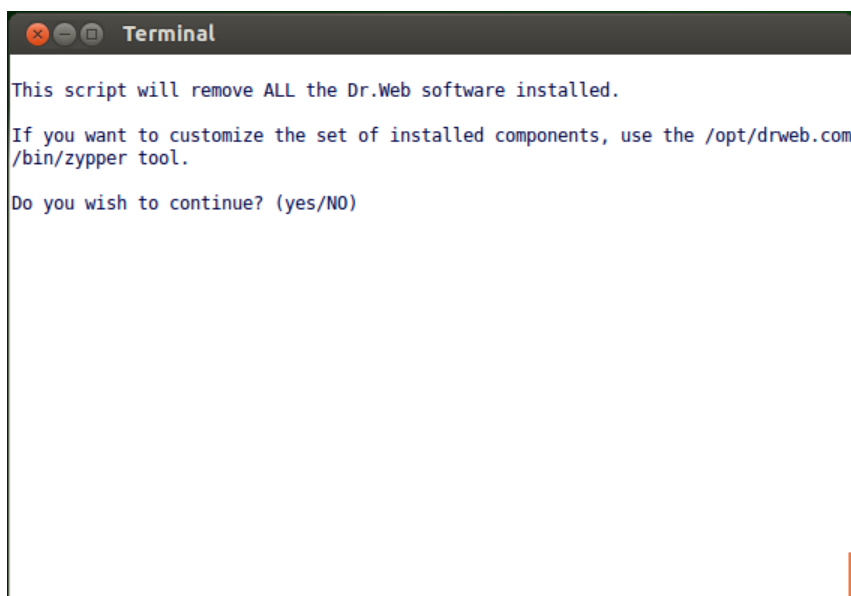 Terminal
This script will remove ALL the Dr.Web software installed.
If you want to customize the set of installed components, use the /opt/drweb.com
/bin/zypper tool.
Do you wish to continue? (yes/NO)